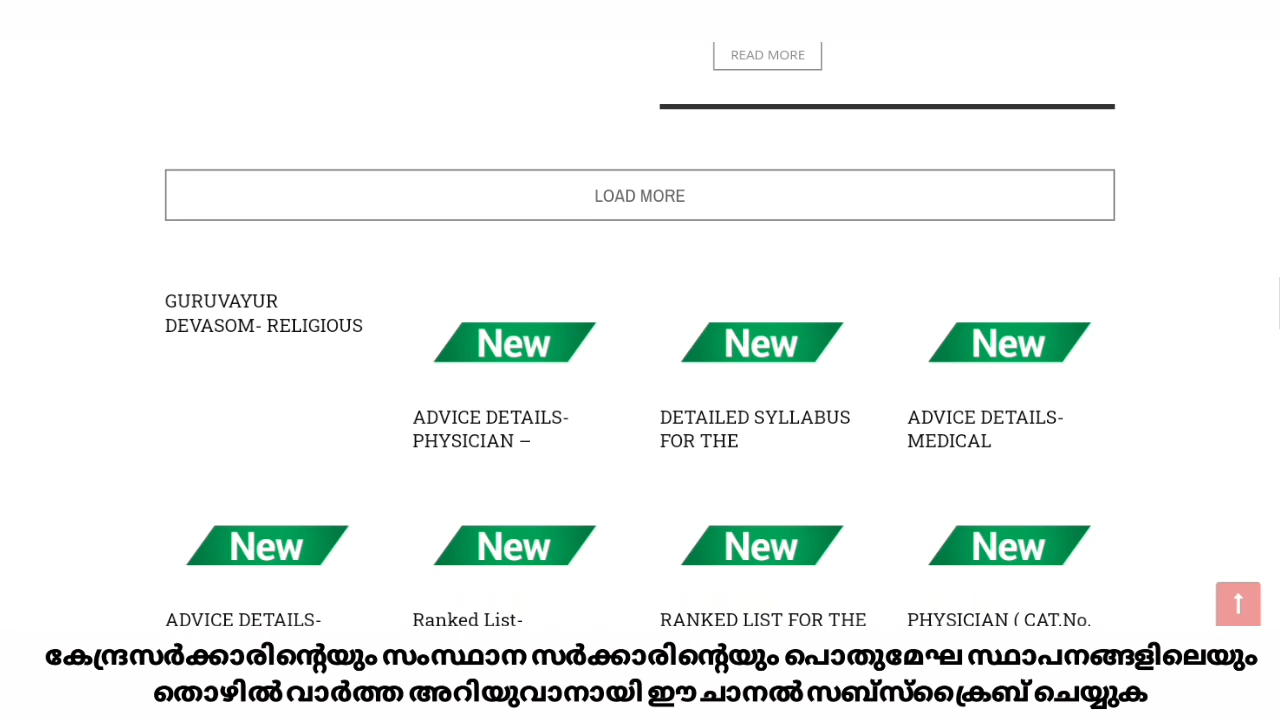 READ MORE
LOAD MORE
GURUVAYUR
DEVASOM- RELIGIOUS
New
New
New
ADVICE DETAILS-
PHYSICIAN –
DETAILED SYLLABUS
FOR THE
ADVICE DETAILS-
MEDICAL
New
New
New
New
ADVICE DETAILS-
Ranked List-
RANKED LIST FOR THE
PHYSICIAN ( CAT.No.
കേന്ദ്രസർക്കാരിന്റെയും സംസ്ഥാന സർക്കാരിന്റെയും പൊതുമേഘ സ്ഥാപനങ്ങളിലെയും
തൊഴിൽ വാർത്ത അറിയുവാനായി ഈ ചാനൽ സബ്സ്ക്രൈബ് ചെയ്യുക